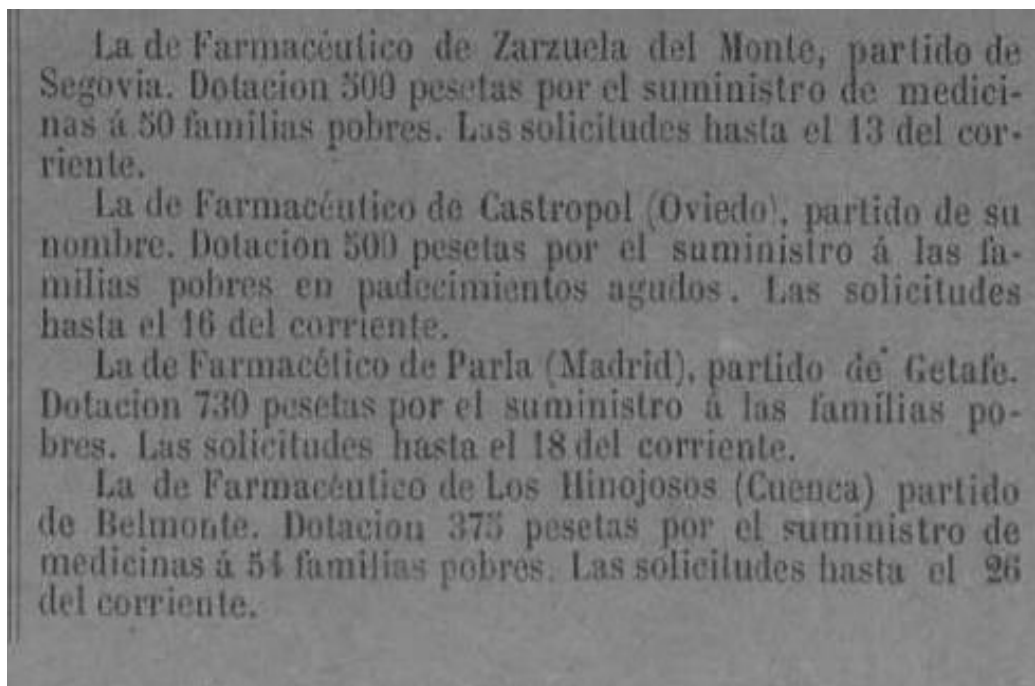 La de Farmacéutico de Zarzuela del Monte, partido de
Segovia. Dotacion 500 pesetas por el suministro de medici-
nas á 50 familias pobres. Las solicitudes hasta el 13 del cor-
riente.
La de Farmacéutico de Castropol (Oviedo), partido de su
nombre. Dotacion 500 pesetas por el suministro á las fa-
milias pobres en padecimientos agudos. Las solicitudes
hasta el 16 del corriente.
La de Farmacético de Parla (Madrid), partido de Getafe.
Dotacion 730 pesetas por el suministro á las familias po-
bres. Las solicitudes hasta el 18 del corriente.
La de Farmacéutico de Los Hinojosos (Cuenca) partido
de Belmonte. Dotacion 375 pesetas por el suministro de
medicinas á 54 familias pobres. Las solicitudes hasta el 26
del corriente.